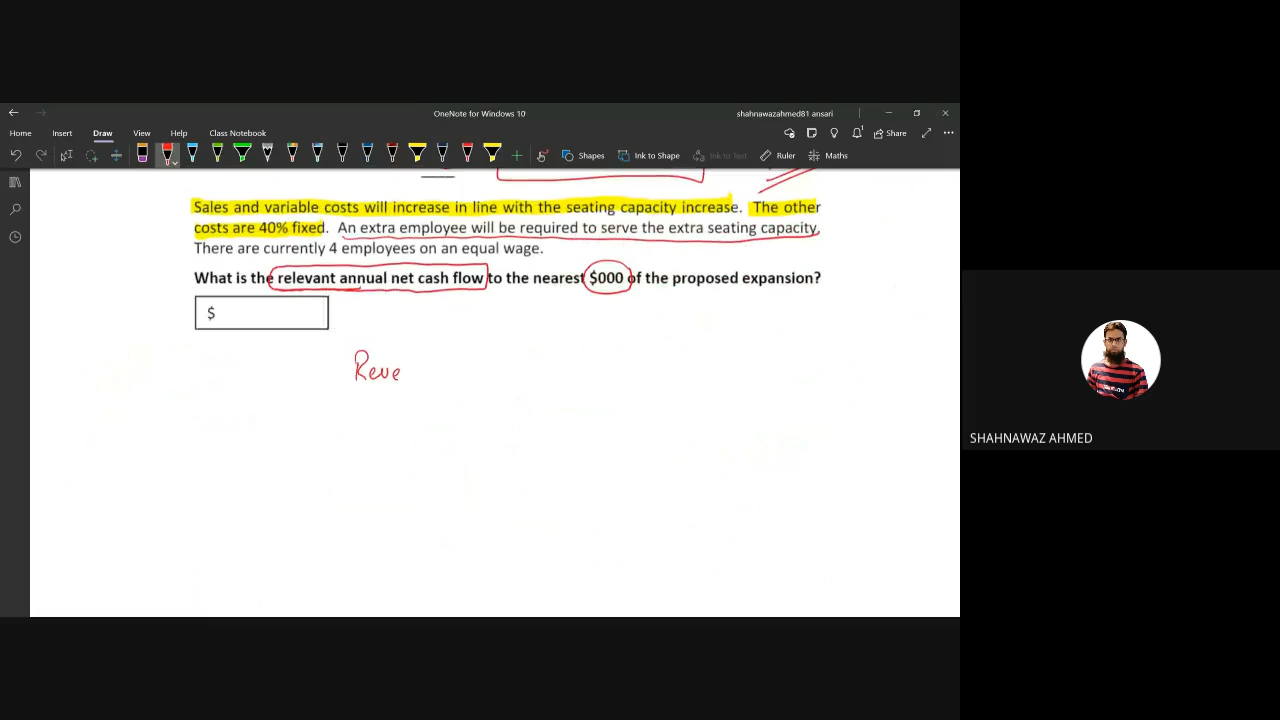 OneNote for Windows 10
shahnawazahmed81 ansari
Home Insert Draw View Help Class Notebook
Share
Shapes Ink to Shape Ink to Text Ruler Maths
Sales and variable costs will increase in line with the seating capacity increase. The other
costs are 40% fixed. An extra employee will be required to serve the extra seating capacity.
There are currently 4 employees on an equal wage.
What is the relevant annual net cash flow to the nearest $000 of the proposed expansion?
$
Reve
SHAHNAWAZ AHMED